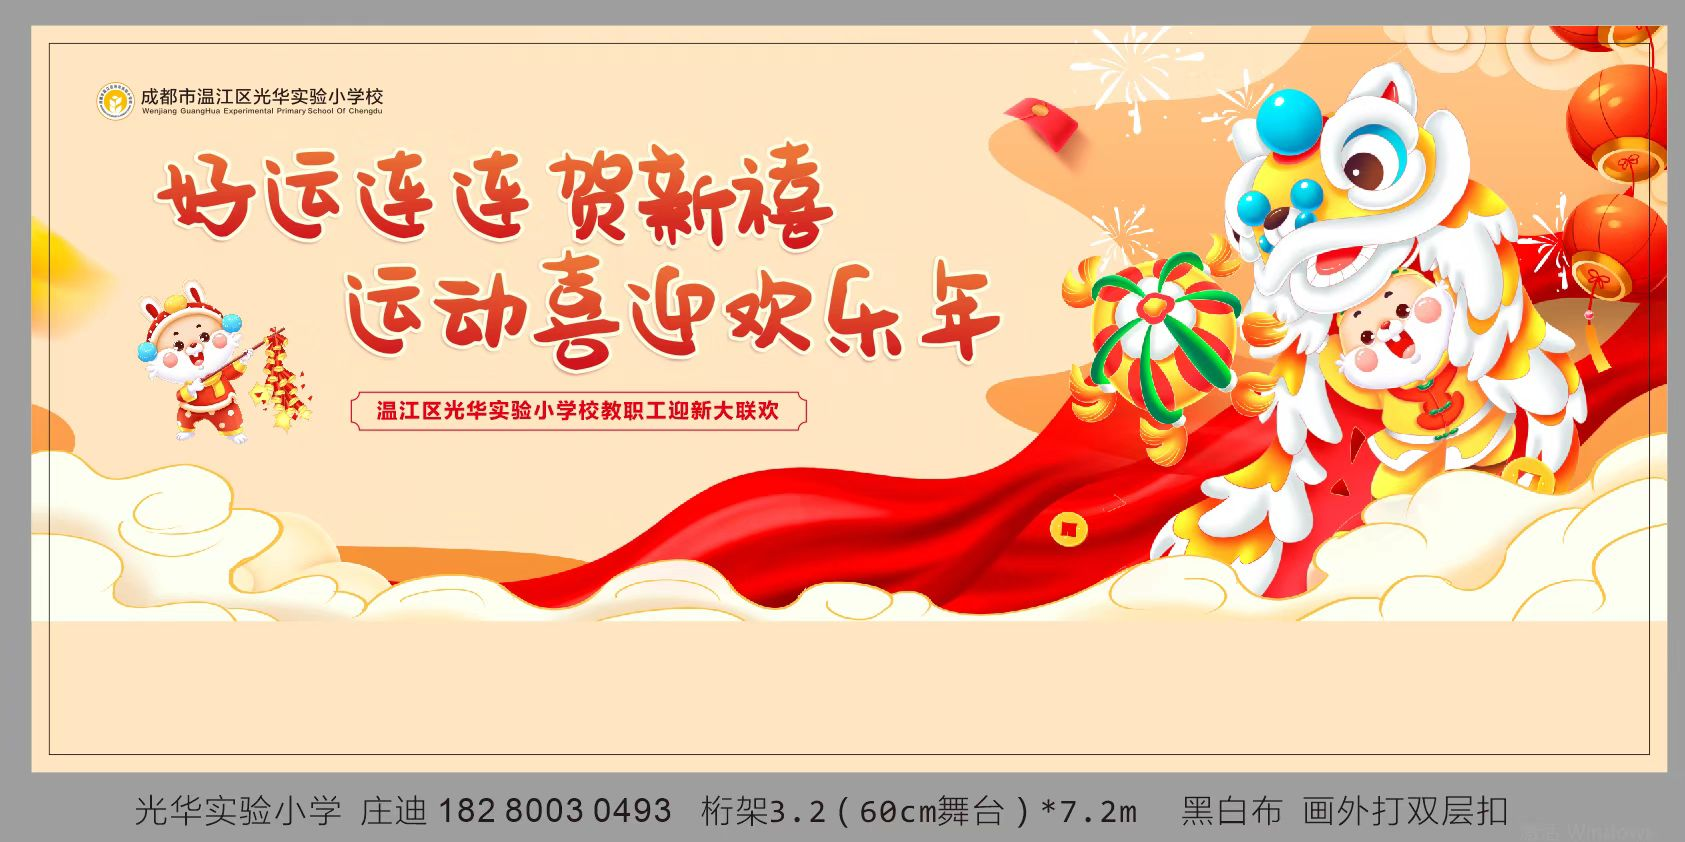 成都市温江区光华实验小学校
Wenjiang GuangHua Experimental Primary School Of Chengdu
好运连连 贺新禧
运动喜迎欢乐年
温江区光华实验小学校教职工迎新大联欢
光华实验小学 庄迪 182 8003 0493 桁架3.2(60cm舞台)*7.2m 黑白布 画外打双层扣
激活 Windows